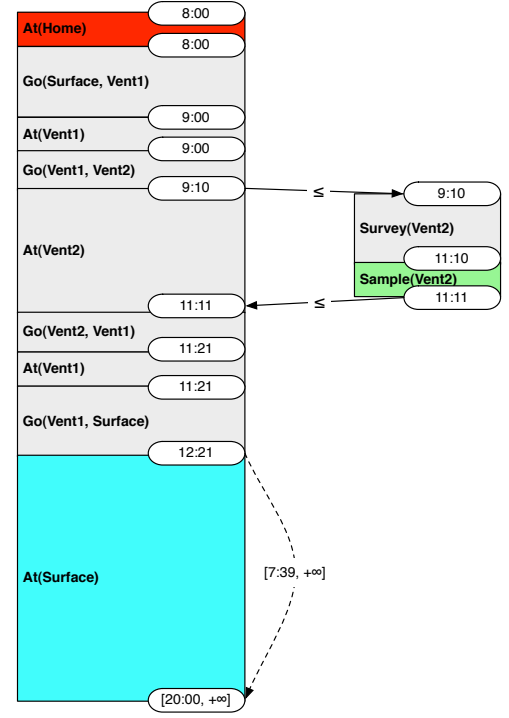 8:00
At(Home)
8:00
Go(Surface, Vent1)
9:00
At(Vent1)
9:00
Go(Vent1, Vent2)
9:10
≤
9:10
Survey(Vent2)
At(Vent2)
11:10
Sample(Vent2)
11:11
11:11
≤
Go(Vent2, Vent1)
11:21
At(Vent1)
11:21
Go(Vent1, Surface)
12:21
[7:39, +∞]
At(Surface)
[20:00, +∞]